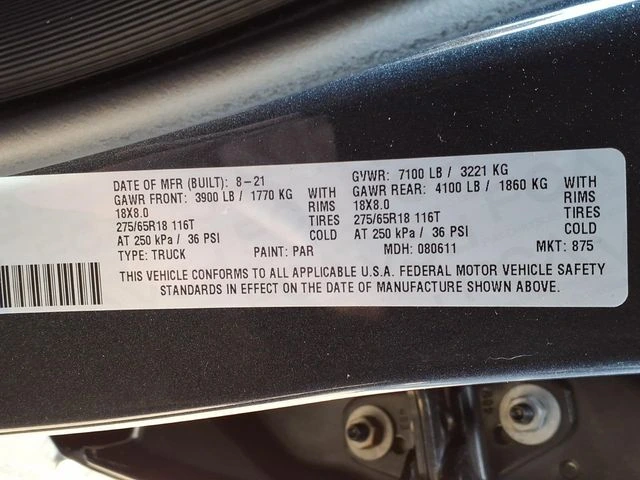 DATE OF MFR (BUILT): 8-21 GVWR: 7100 LB / 3221 KG
GAWR FRONT: 3900 LB / 1770 KG WITH GAWR REAR: 4100 LB / 1860 KG WITH
18X8.0 RIMS 18X8.0 RIMS
275/65R18 116T TIRES 275/65R18 116T TIRES
AT 250 kPa / 36 PSI COLD AT 250 kPa / 36 PSI COLD
TYPE: TRUCK PAINT: PAR MDH: 080611 MKT: 875
THIS VEHICLE CONFORMS TO ALL APPLICABLE U.S.A. FEDERAL MOTOR VEHICLE SAFETY
STANDARDS IN EFFECT ON THE DATE OF MANUFACTURE SHOWN ABOVE.